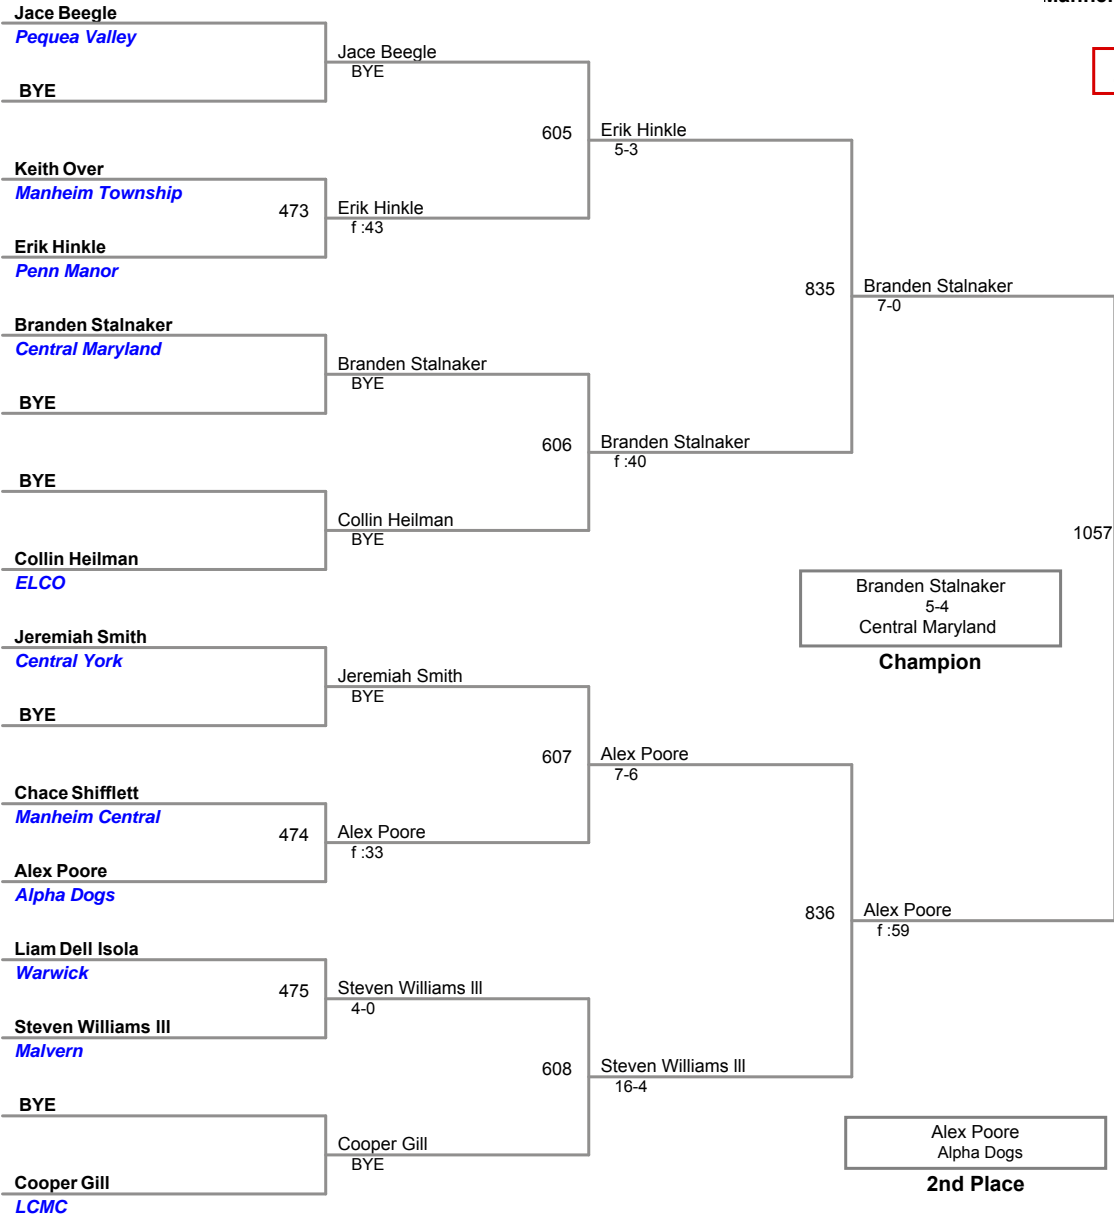 Jace Beegle
Pequea Valley
Jace Beegle
BYE
BYE
605
Erik Hinkle
5-3
Keith Over
Manheim Township
473
Erik Hinkle
f :43
Erik Hinkle
Penn Manor
835
Branden Stalnaker
7-0
Branden Stalnaker
Central Maryland
Branden Stalnaker
BYE
BYE
606
Branden Stalnaker
f :40
BYE
Collin Heilman
BYE
Collin Heilman
ELCO
1057
Branden Stalnaker
5-4
Central Maryland
Champion
Jeremiah Smith
Central York
Jeremiah Smith
BYE
BYE
607
Alex Poore
7-6
Chace Shifflett
Manheim Central
474
Alex Poore
f :33
Alex Poore
Alpha Dogs
836
Alex Poore
f :59
Liam Dell Isola
Warwick
475
Steven Williams III
4-0
Steven Williams III
Malvern
608
Steven Williams III
16-4
BYE
Cooper Gill
BYE
Cooper Gill
LCMC
Alex Poore
Alpha Dogs
2nd Place